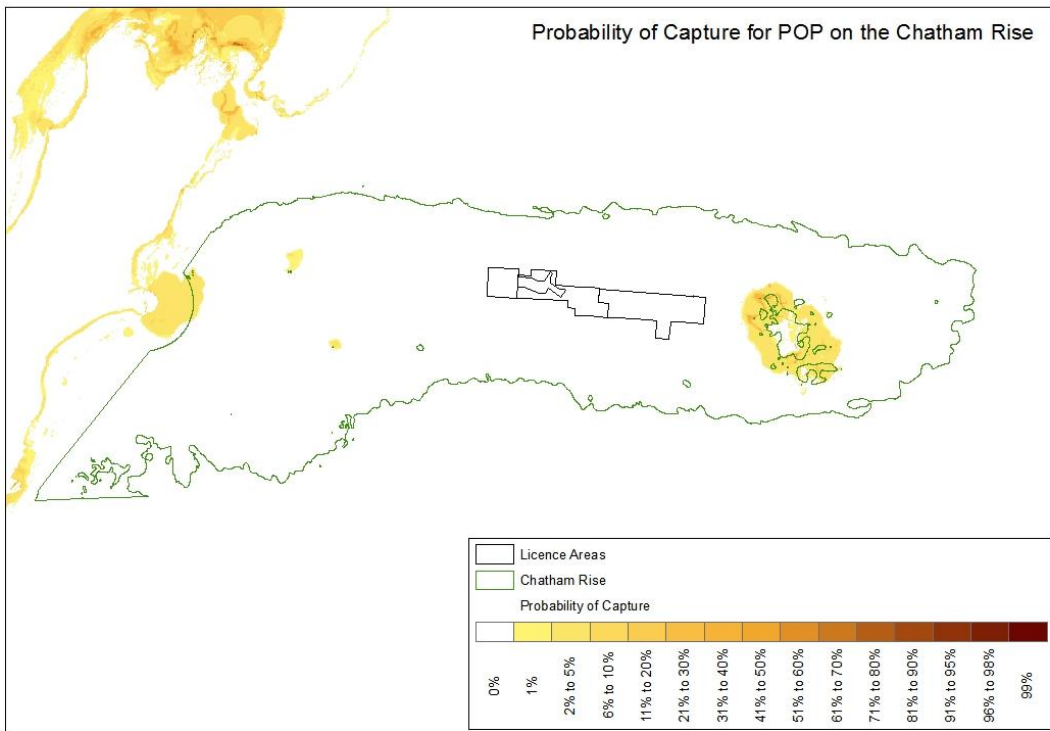 Probability of Capture for POP on the Chatham Rise
Licence Areas
Chatham Rise
Probability of Capture
0%
1%
2% to 5%
6% to 10%
11% to 20%
21% to 30%
31% to 40%
41% to 50%
51% to 60%
61% to 70%
71% to 80%
81% to 90%
91% to 95%
96% to 98%
99%